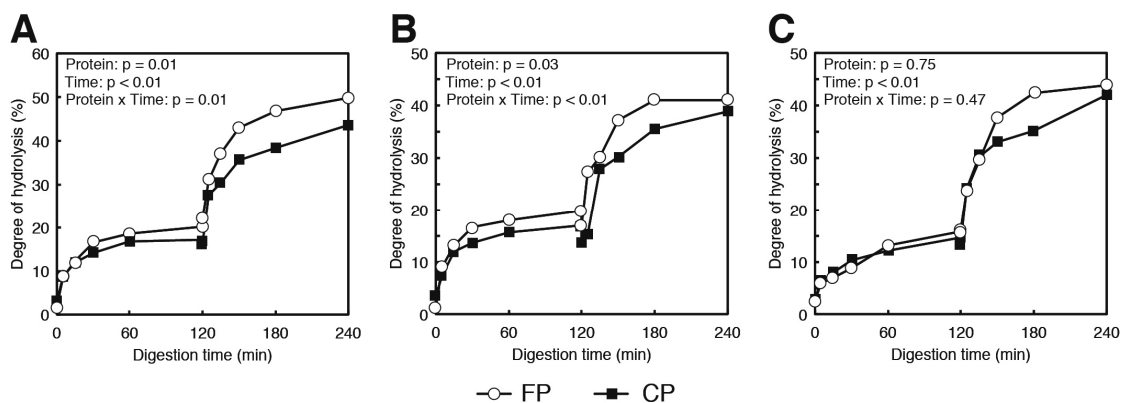 A
60
50
40
30
20
10
0
Degree of hydrolysis (%)
Protein: p = 0.01
Time: p < 0.01
Protein x Time: p = 0.01
0 60 120 180 240
Digestion time (min)
B
50
40
30
20
10
0
Degree of hydrolysis (%)
Protein: p = 0.03
Time: p < 0.01
Protein x Time: p < 0.01
0 60 120 180 240
Digestion time (min)
C
50
40
30
20
10
0
Degree of hydrolysis (%)
Protein: p = 0.75
Time: p < 0.01
Protein x Time: p = 0.47
0 60 120 180 240
Digestion time (min)
FP CP